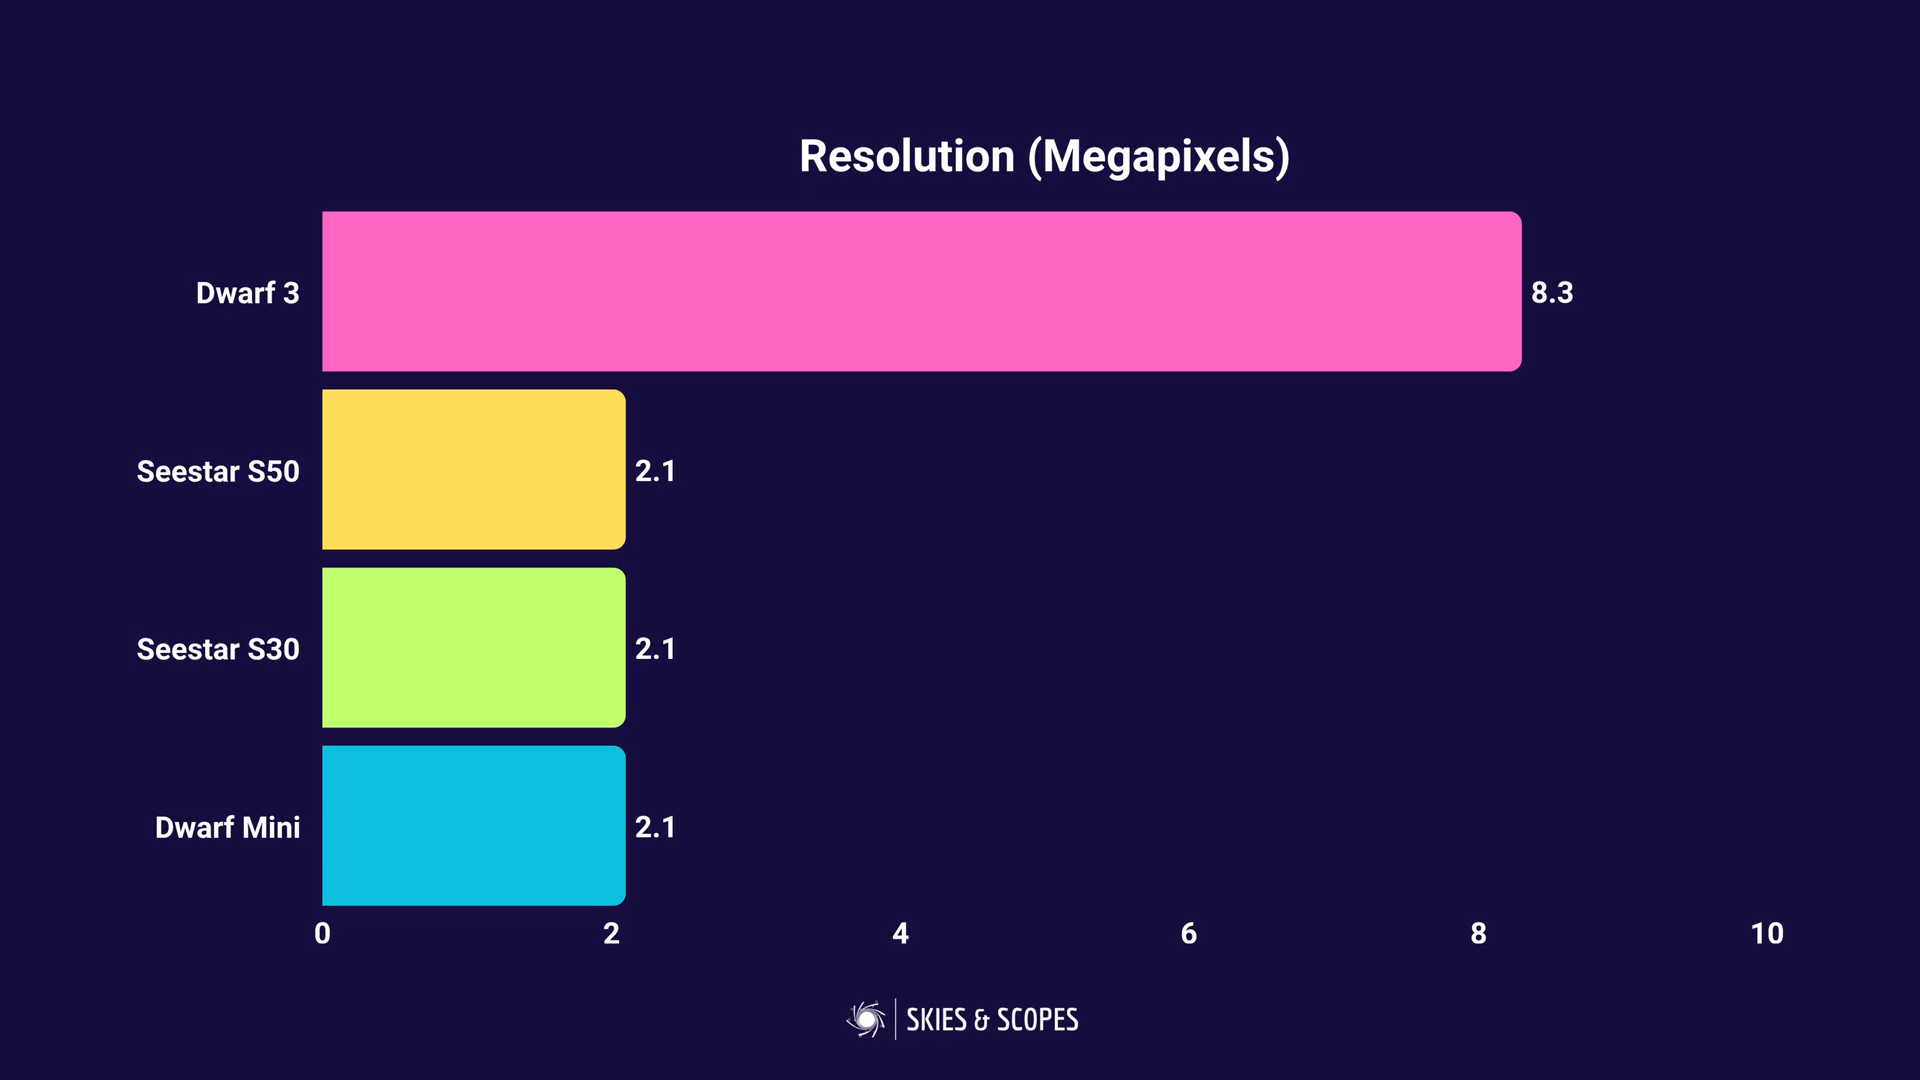 Resolution (Megapixels)
Dwarf 3
8.3
Seestar S50
2.1
Seestar S30
2.1
Dwarf Mini
2.1
0 2 4 6 8 10
SKIES & SCOPES